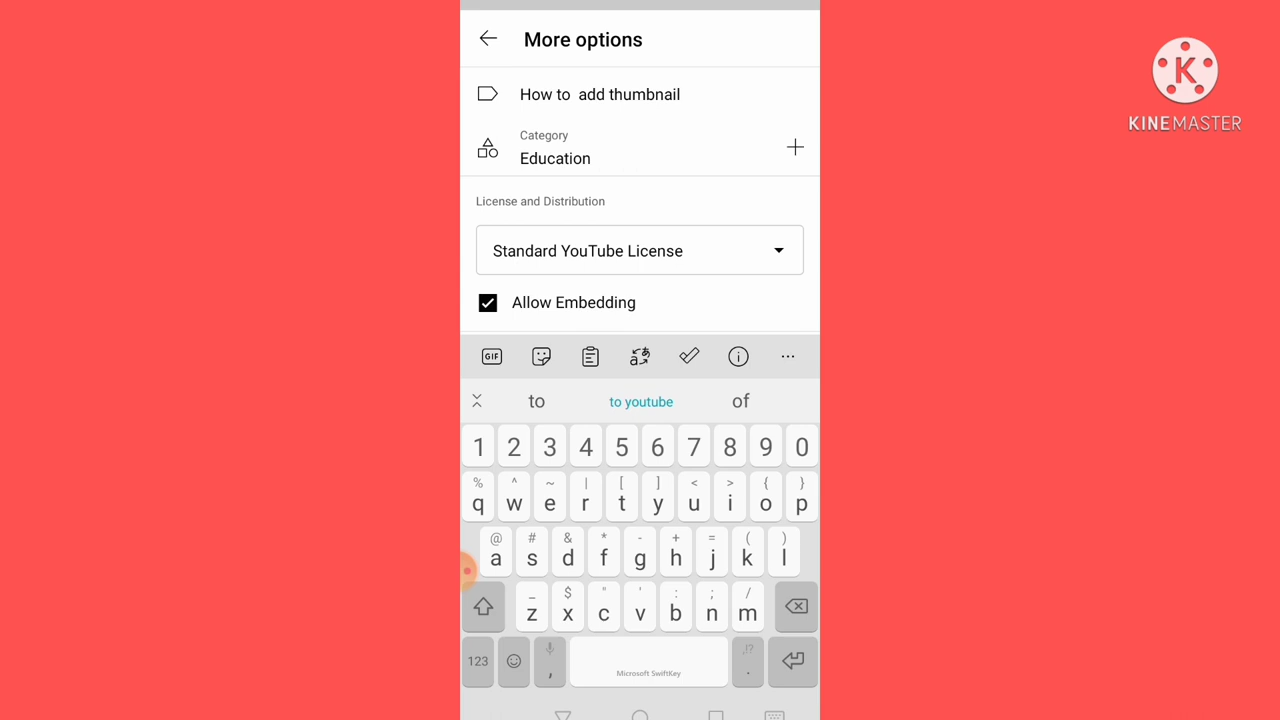 More options
K
KINEMASTER
How to  add thumbnail
Category
Education
License and Distribution
Standard YouTube License
Allow Embedding
GIF
to to youtube of
1 2 3 4 5 6 7 8 9 0
% ^ ~ | [ ] < > { }
q w e r t y u i o p
@ # & * - + = ( )
a s d f g h j k l
_ $ " ' : ; /
z x c v b n m
,!?
123 , Microsoft SwiftKey .